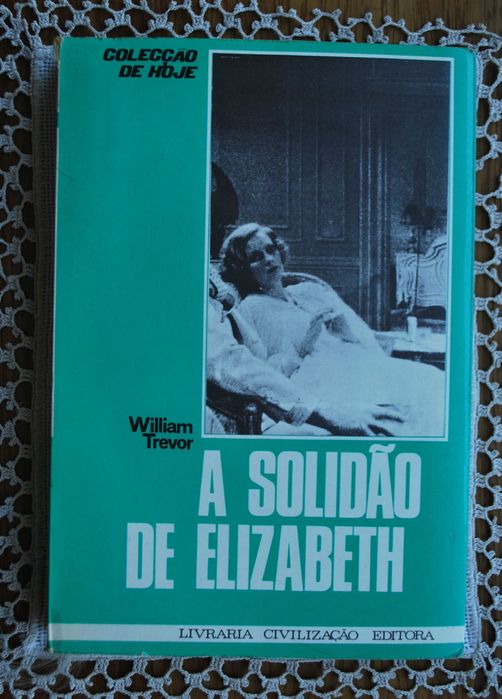 COLECÇÃO
DE HOJE
William
Trevor
A SOLIDÃO
DE ELIZABETH
LIVRARIA CIVILIZAÇÃO EDITORA